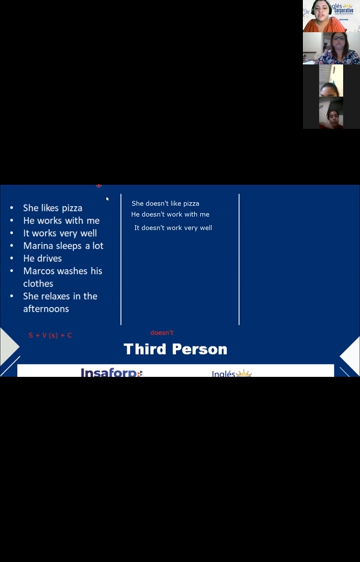 • She likes pizza
• He works with me
• It works very well
• Marina sleeps a lot
• He drives
• Marcos washes his
clothes
• She relaxes in the
afternoons
She doesn't like pizza
He doesn't work with me
It doesn't work very well
S + V (s) + C
doesn't
Third Person
Insaforp
Inglés